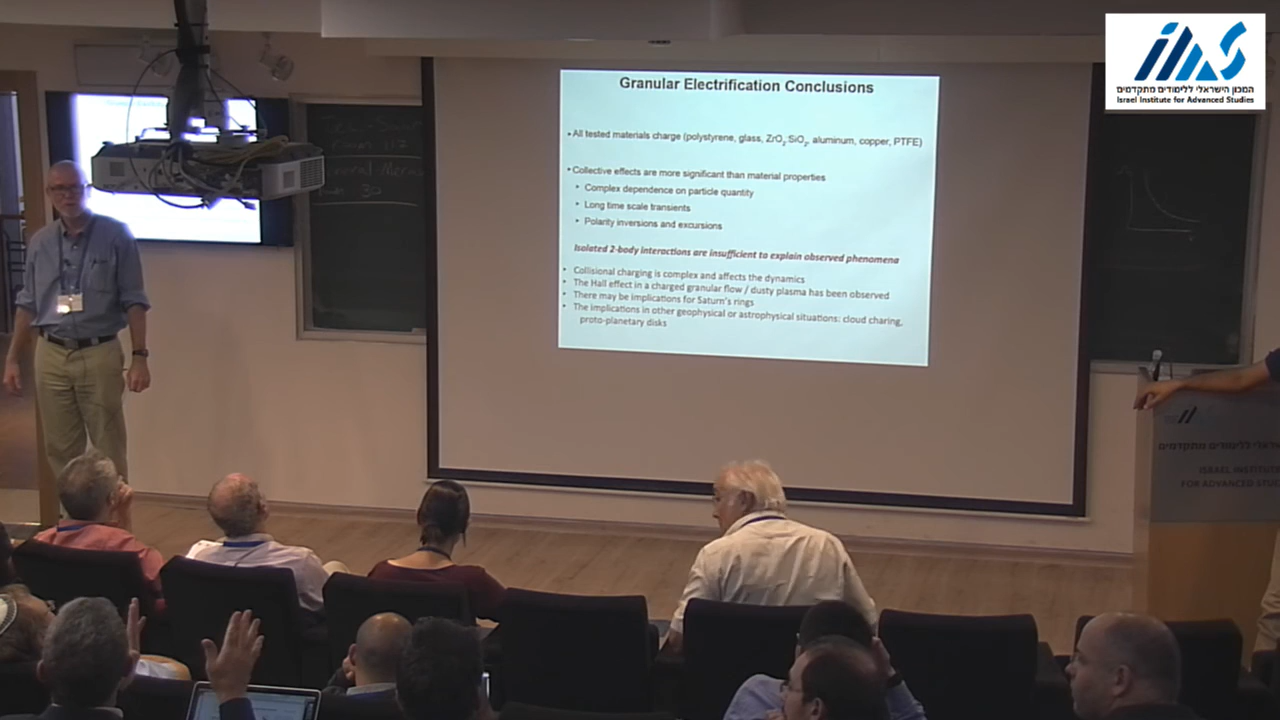 המכון הישראלי ללימודים מתקדמים
Israel Institute for Advanced Studies
Granular Electrification Conclusions
• All tested materials charge (polystyrene, glass, ZrO2:SiO2, aluminum, copper, PTFE)
• Collective effects are more significant than material properties
• Complex dependence on particle quantity
• Long time scale transients
• Polarity inversions and excursions
Isolated 2-body interactions are insufficient to explain observed phenomena
• Collisional charging is complex and affects the dynamics
• The Hall effect in a charged granular flow / dusty plasma has been observed
• There may be implications for Saturn's rings
• The implications in other geophysical or astrophysical situations: cloud charing,
proto-planetary disks
ללימודים מתקדמים
ISRAEL INSTITUTE
FOR ADVANCED STUD